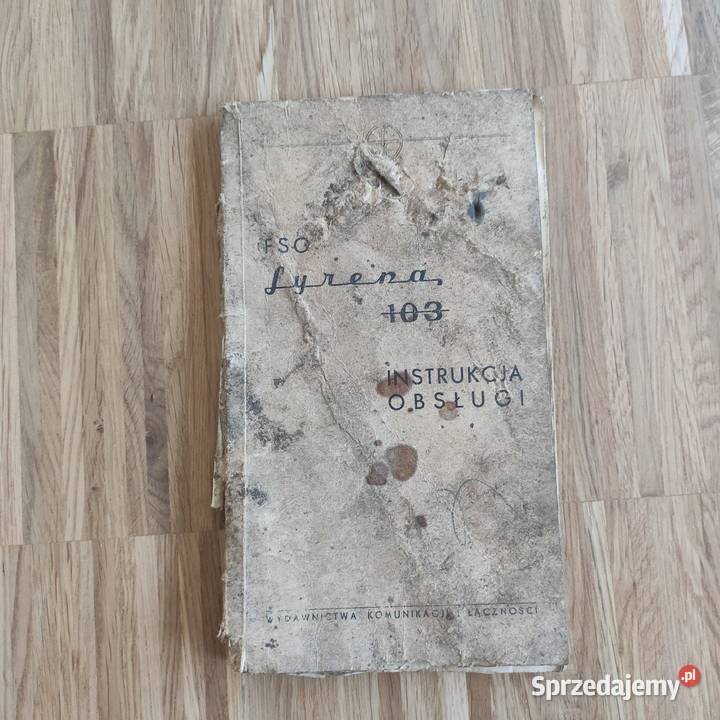 FSO
Syrena
103
INSTRUKCJA
OBSŁUGI
WYDAWNICTWA KOMUNIKACJI I ŁĄCZNOŚCI
Sprzedajemy.pl